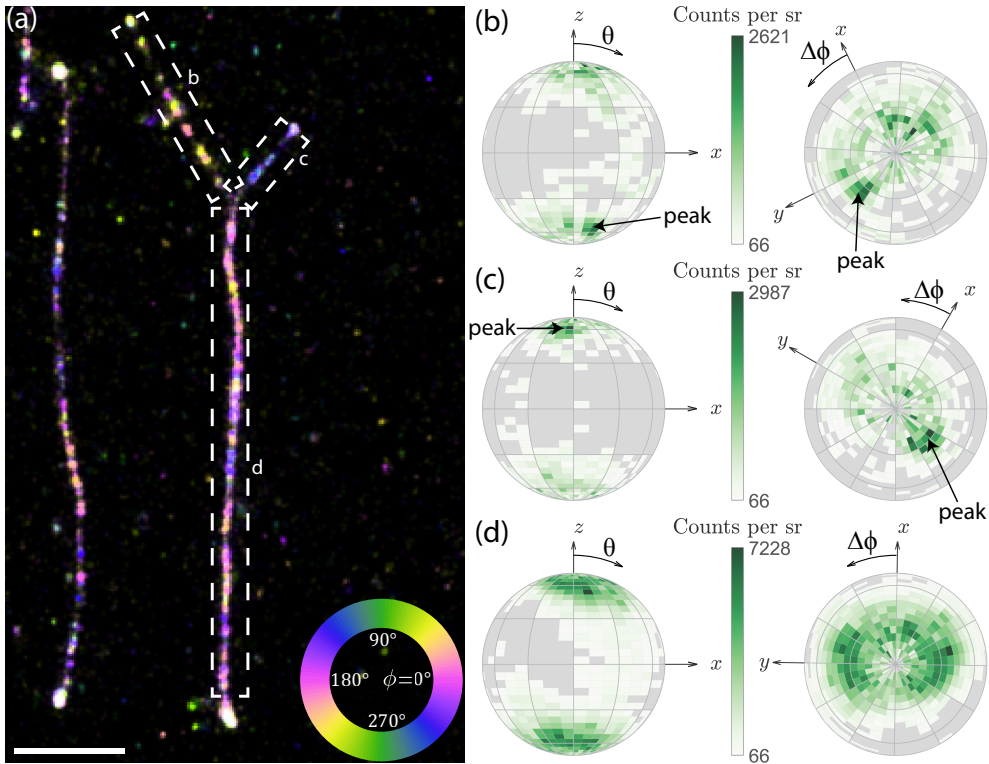 (a)
b
c
d
90°
180° ϕ=0°
270°
(b)
z
θ
x
peak
Counts per sr
2621
66
Δϕ
x
y
peak
(c)
z
θ
x
peak
Counts per sr
2987
66
Δϕ
x
y
peak
(d)
z
θ
x
Counts per sr
7228
66
Δϕ
x
y